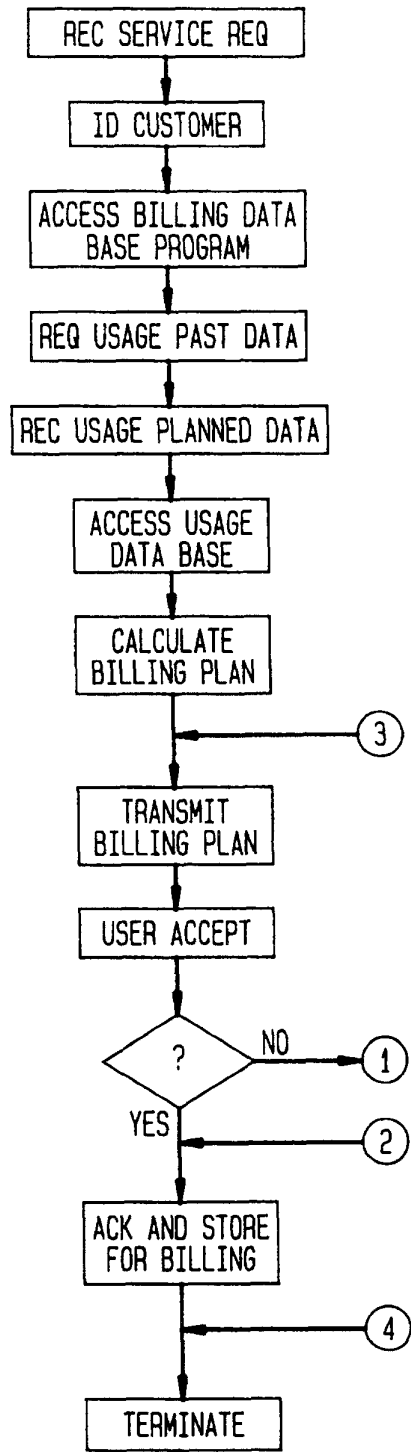 REC SERVICE REQ
ID CUSTOMER
ACCESS BILLING DATA
BASE PROGRAM
REQ USAGE PAST DATA
REC USAGE PLANNED DATA
ACCESS USAGE
DATA BASE
CALCULATE
BILLING PLAN
3
TRANSMIT
BILLING PLAN
USER ACCEPT
?
NO
1
YES
2
ACK AND STORE
FOR BILLING
4
TERMINATE